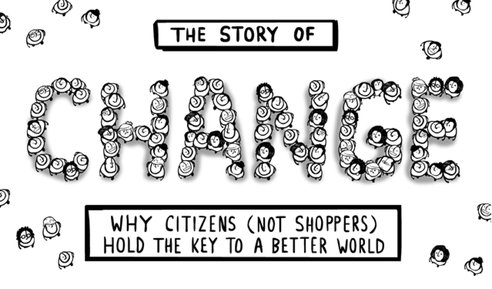 THE STORY OF
CHANGE
WHY CITIZENS (NOT SHOPPERS)
HOLD THE KEY TO A BETTER WORLD